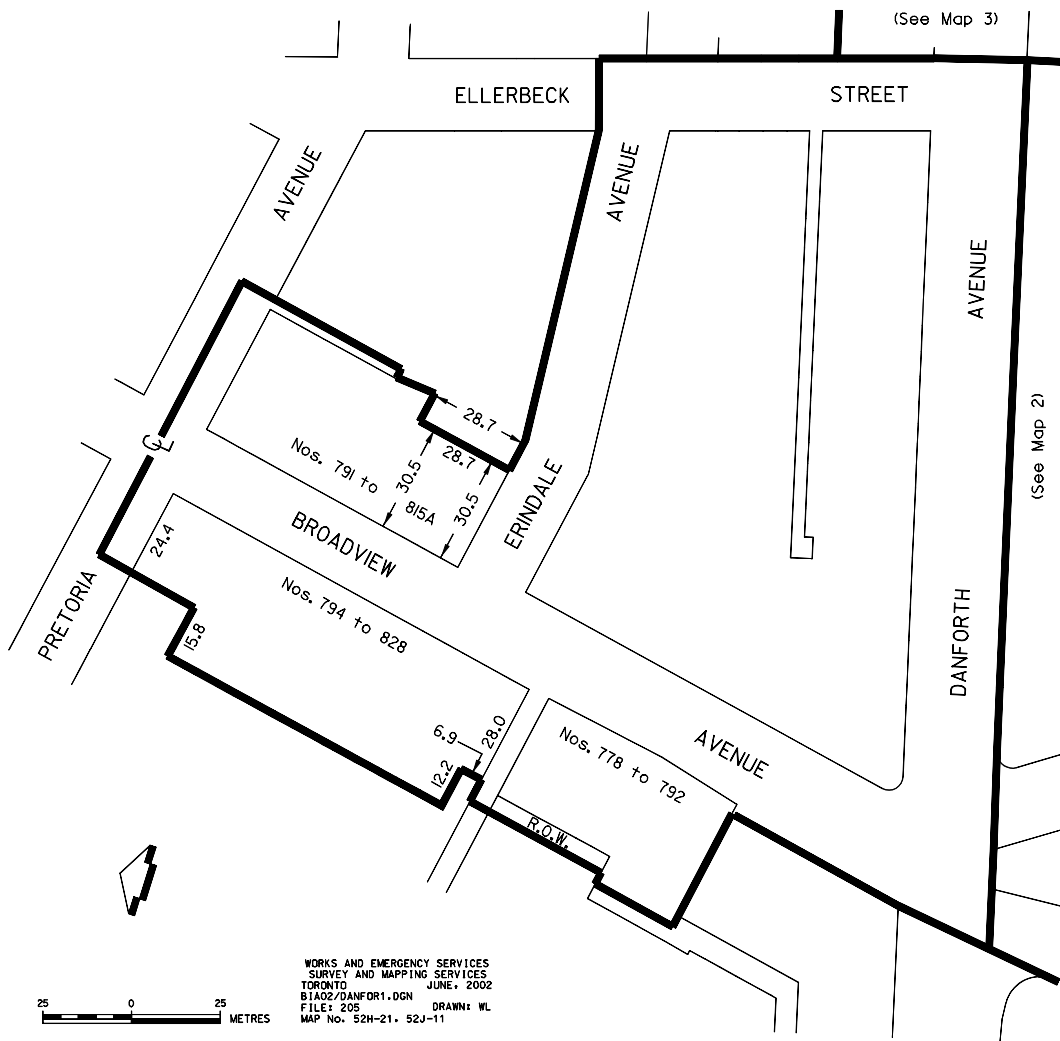 (See Map 3)
ELLERBECK STREET
AVENUE
AVENUE
AVENUE
28.7
28.7
Nos. 791 to
815A
30.5
30.5
(See Map 2)
ERINDALE
BROADVIEW
24.4
PRETORIA
Nos. 794 to 828
15.8
DANFORTH
6.9
28.0
12.2
AVENUE
Nos. 778 to 792
R.O.W.
WORKS AND EMERGENCY SERVICES
SURVEY AND MAPPING SERVICES
TORONTO JUNE, 2002
BIA02/DANFOR1.DGN
FILE: 205 DRAWN: WL
MAP No. 52H-21. 52J-11
25 0 25 METRES